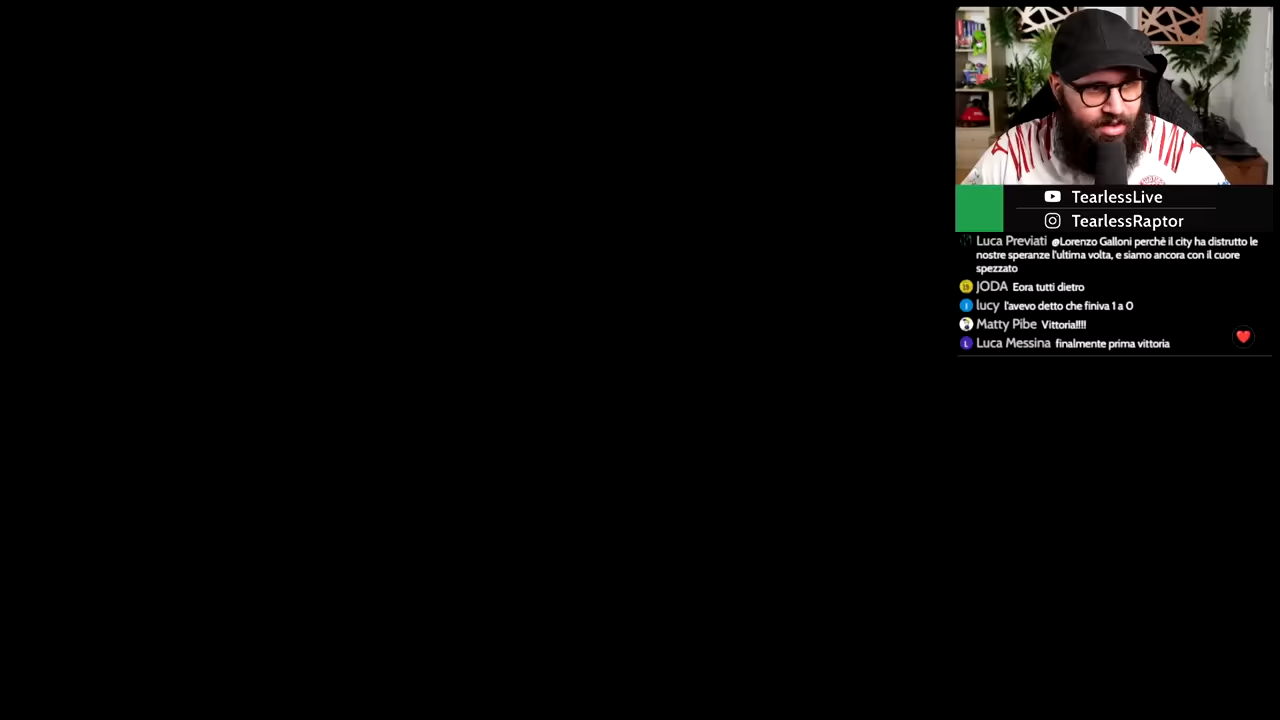 TearlessLive
TearlessRaptor
Luca Previati @Lorenzo Galloni perchè il city ha distrutto le
nostre speranze l'ultima volta, e siamo ancora con il cuore
spezzato
JODA Eora tutti dietro
lucy l'avevo detto che finiva 1 a 0
Matty Pibe Vittoria!!!!
Luca Messina finalmente prima vittoria